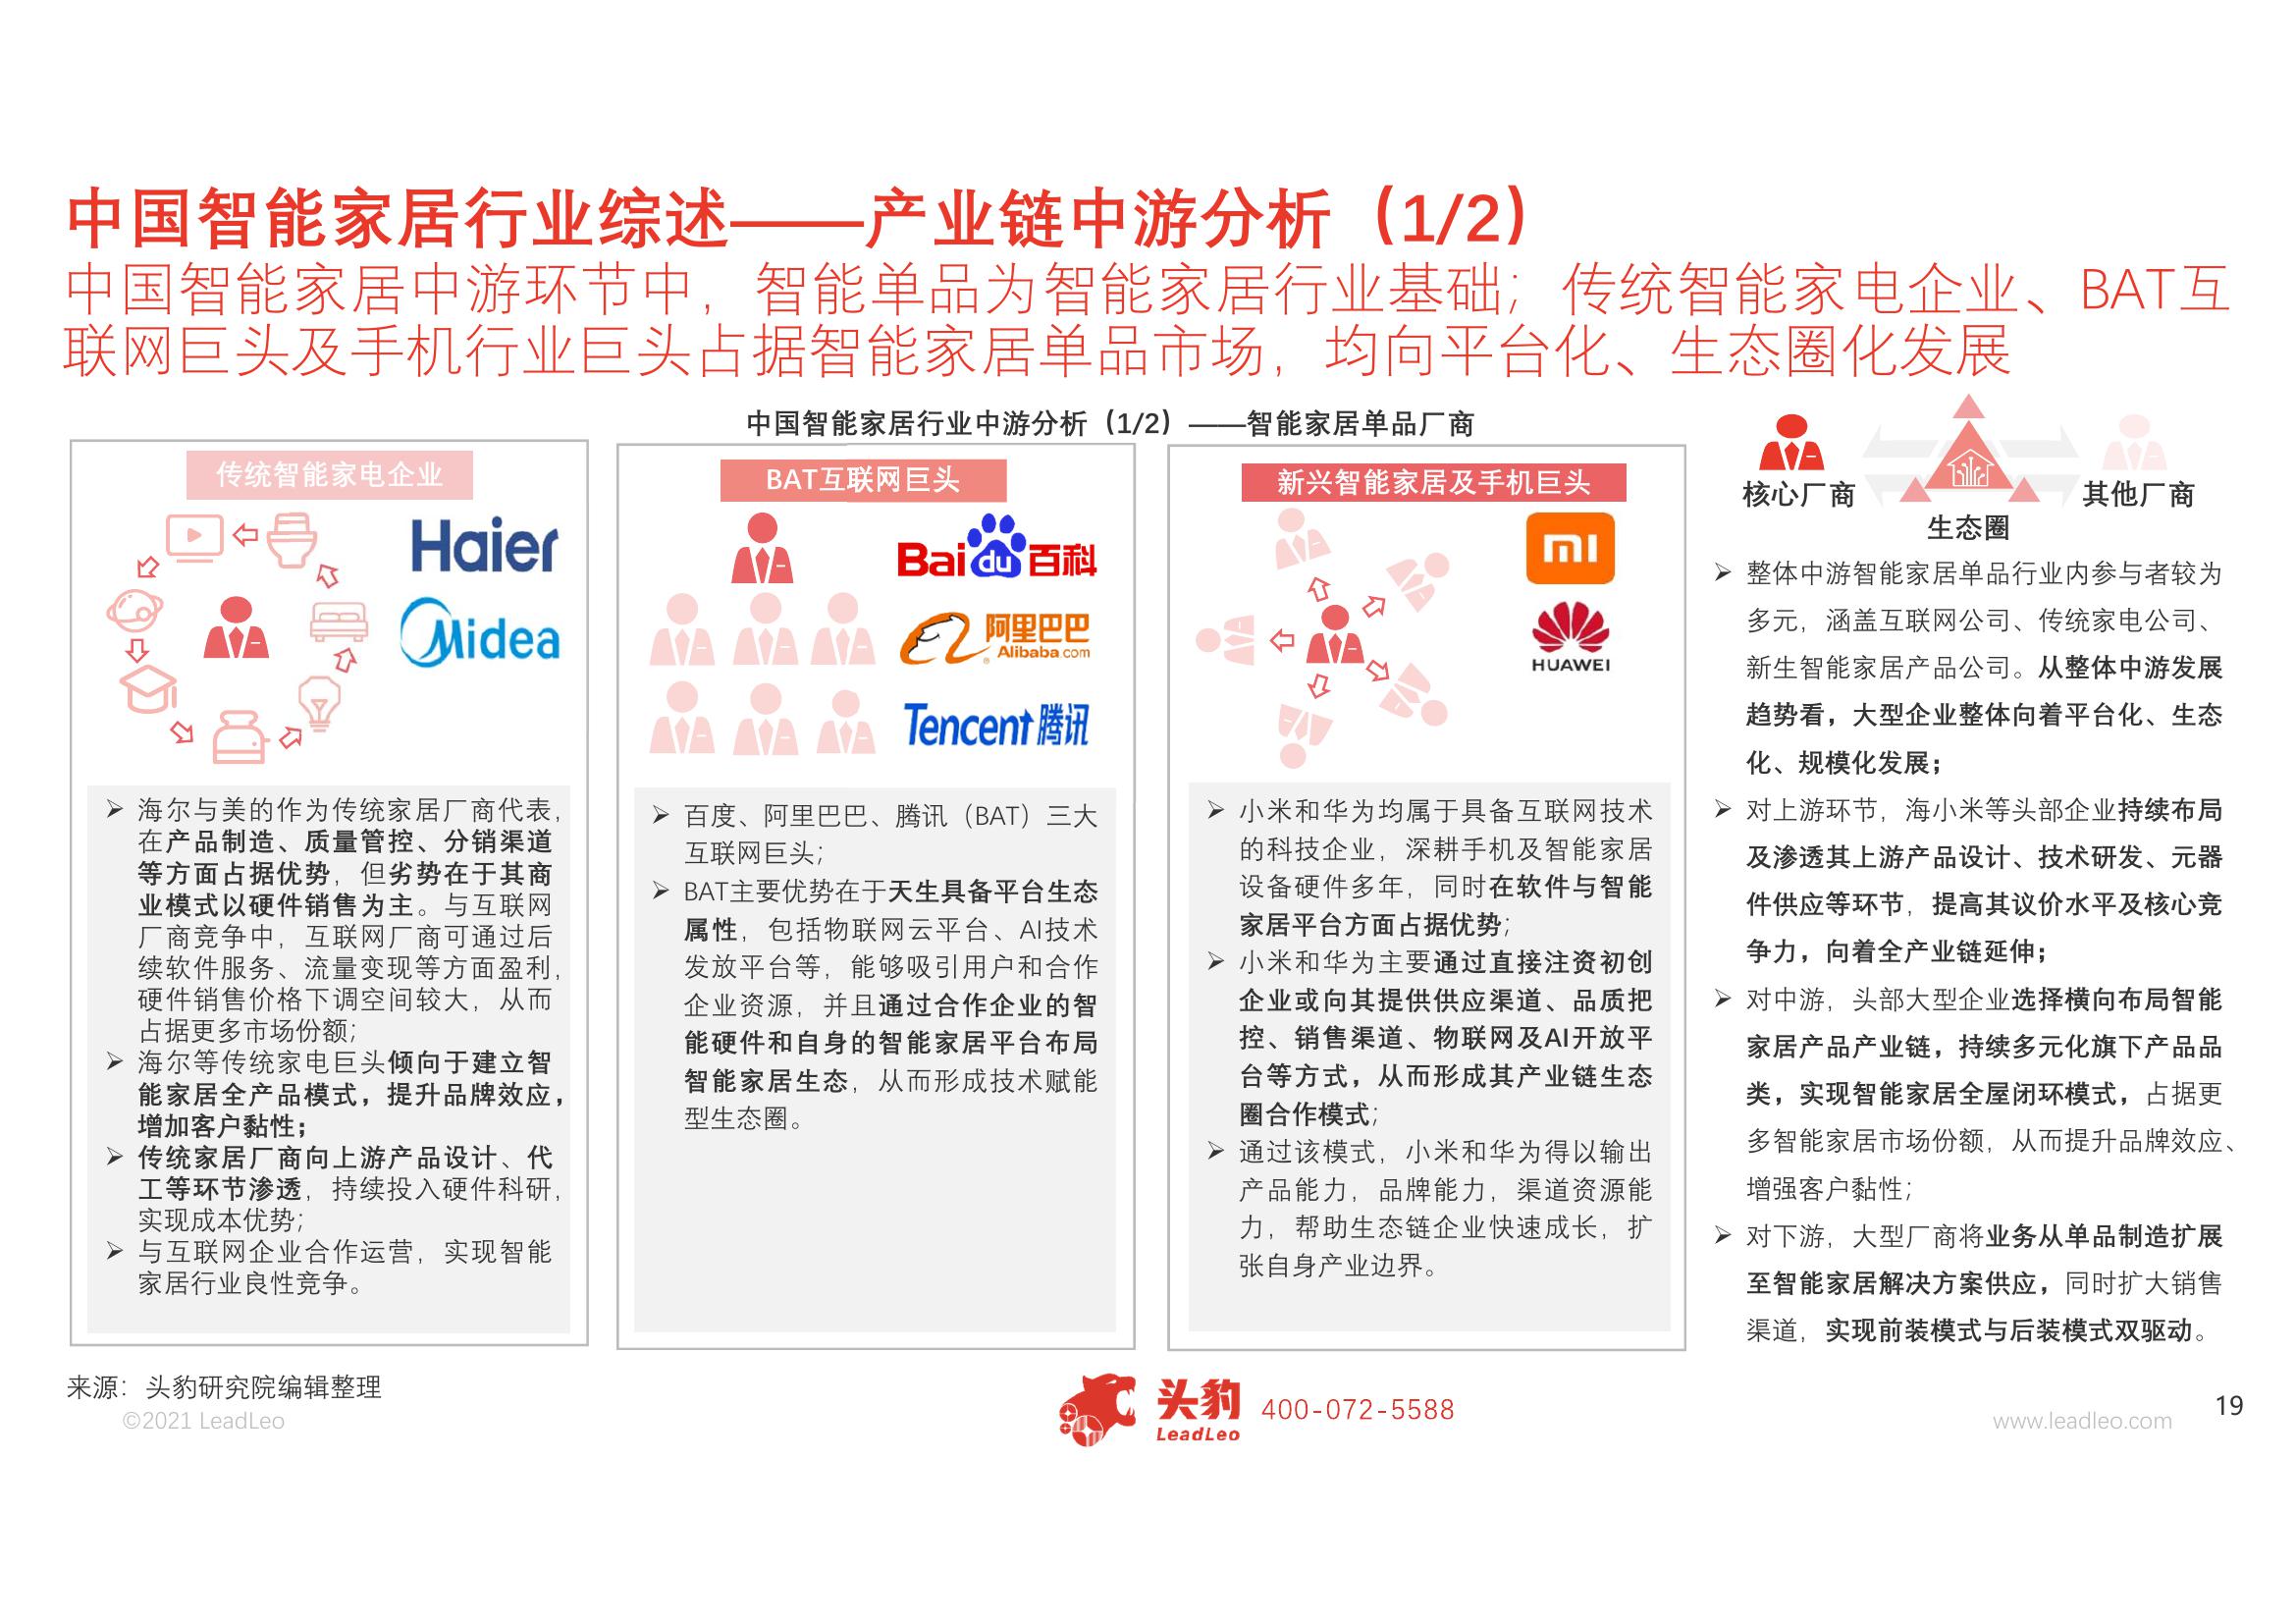 中国智能家居行业综述——产业链中游分析（1/2）
中国智能家居中游环节中，智能单品为智能家居行业基础；传统智能家电企业、BAT互
联网巨头及手机行业巨头占据智能家居单品市场，均向平台化、生态圈化发展
中国智能家居行业中游分析（1/2）——智能家居单品厂商
传统智能家电企业
Haier
Midea
海尔与美的作为传统家居厂商代表，
在产品制造、质量管控、分销渠道
等方面占据优势，但劣势在于其商
业模式以硬件销售为主。与互联网
厂商竞争中，互联网厂商可通过后
续软件服务、流量变现等方面盈利，
硬件销售价格下调空间较大，从而
占据更多市场份额；
海尔等传统家电巨头倾向于建立智
能家居全产品模式，提升品牌效应，
增加客户黏性；
传统家居厂商向上游产品设计、代
工等环节渗透，持续投入硬件科研，
实现成本优势；
与互联网企业合作运营，实现智能
家居行业良性竞争。
BAT互联网巨头
Bai du 百科
阿里巴巴
Alibaba.com
Tencent 腾讯
百度、阿里巴巴、腾讯（BAT）三大
互联网巨头；
BAT主要优势在于天生具备平台生态
属性，包括物联网云平台、AI技术
发放平台等，能够吸引用户和合作
企业资源，并且通过合作企业的智
能硬件和自身的智能家居平台布局
智能家居生态，从而形成技术赋能
型生态圈。
新兴智能家居及手机巨头
mi
HUAWEI
小米和华为均属于具备互联网技术
的科技企业，深耕手机及智能家居
设备硬件多年，同时在软件与智能
家居平台方面占据优势；
小米和华为主要通过直接注资初创
企业或向其提供供应渠道、品质把
控、销售渠道、物联网及AI开放平
台等方式，从而形成其产业链生态
圈合作模式；
通过该模式，小米和华为得以输出
产品能力，品牌能力，渠道资源能
力，帮助生态链企业快速成长，扩
张自身产业边界。
核心厂商
生态圈
其他厂商
整体中游智能家居单品行业内参与者较为
多元，涵盖互联网公司、传统家电公司、
新生智能家居产品公司。从整体中游发展
趋势看，大型企业整体向着平台化、生态
化、规模化发展；
对上游环节，海小米等头部企业持续布局
及渗透其上游产品设计、技术研发、元器
件供应等环节，提高其议价水平及核心竞
争力，向着全产业链延伸；
对中游，头部大型企业选择横向布局智能
家居产品产业链，持续多元化旗下产品品
类，实现智能家居全屋闭环模式，占据更
多智能家居市场份额，从而提升品牌效应、
增强客户黏性；
对下游，大型厂商将业务从单品制造扩展
至智能家居解决方案供应，同时扩大销售
渠道，实现前装模式与后装模式双驱动。
来源：头豹研究院编辑整理
©2021 LeadLeo
头豹
LeadLeo
400-072-5588
www.leadleo.com
19